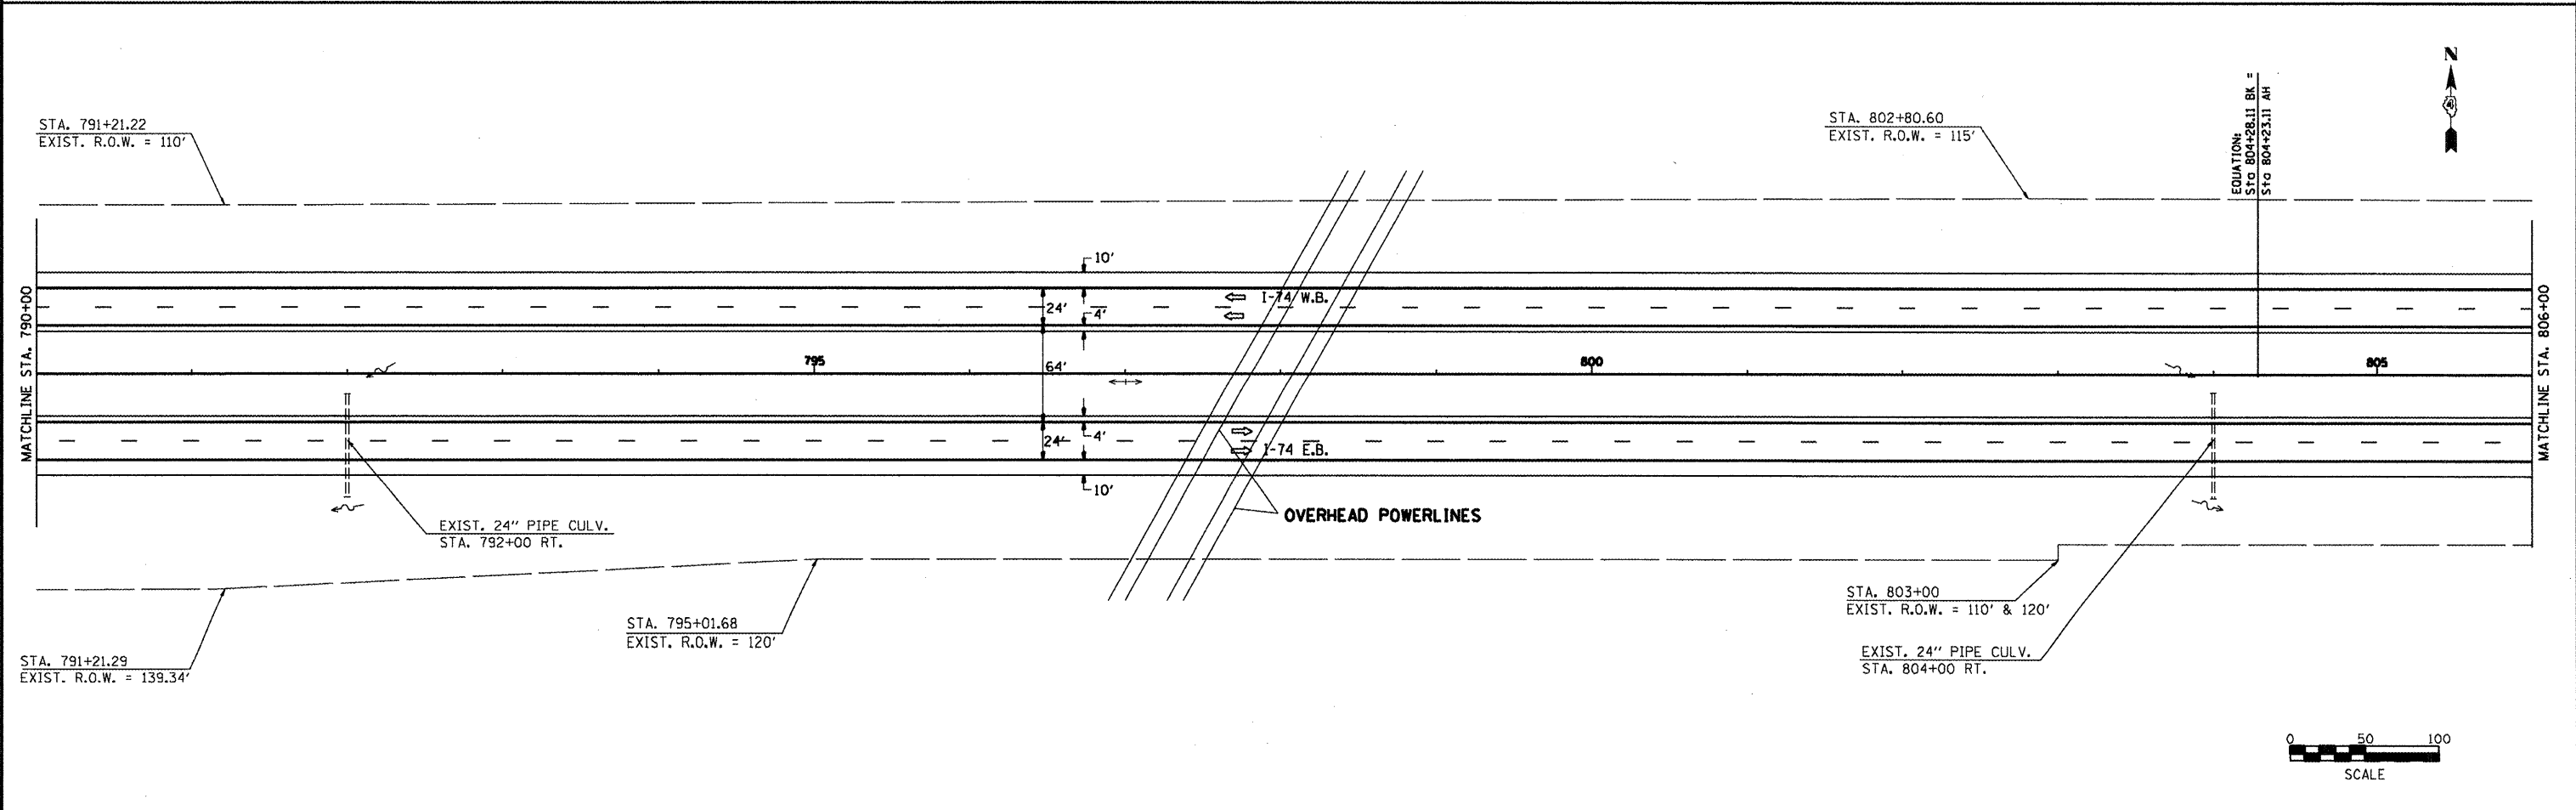 N
STA. 791+21.22
EXIST. R.O.W. = 110'
STA. 802+80.60
EXIST. R.O.W. = 115'
EQUATION:
Sta 804+28.11 BK =
Sta 804+23.11 AH
10'
I-74 W.B.
24'
4'
MATCHLINE STA. 790+00
MATCHLINE STA. 806+00
795
800
805
64'
4'
24'
I-74 E.B.
10'
OVERHEAD POWERLINES
EXIST. 24" PIPE CULV.
STA. 792+00 RT.
STA. 795+01.68
EXIST. R.O.W. = 120'
STA. 803+00
EXIST. R.O.W. = 110' & 120'
STA. 791+21.29
EXIST. R.O.W. = 139.34'
EXIST. 24" PIPE CULV.
STA. 804+00 RT.
0 50 100
SCALE